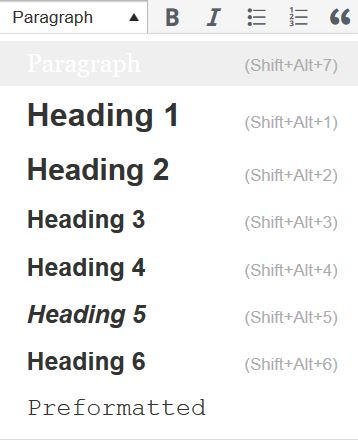 Paragraph B I
Paragraph (Shift+Alt+7)
Heading 1 (Shift+Alt+1)
Heading 2 (Shift+Alt+2)
Heading 3 (Shift+Alt+3)
Heading 4 (Shift+Alt+4)
Heading 5 (Shift+Alt+5)
Heading 6 (Shift+Alt+6)
Preformatted